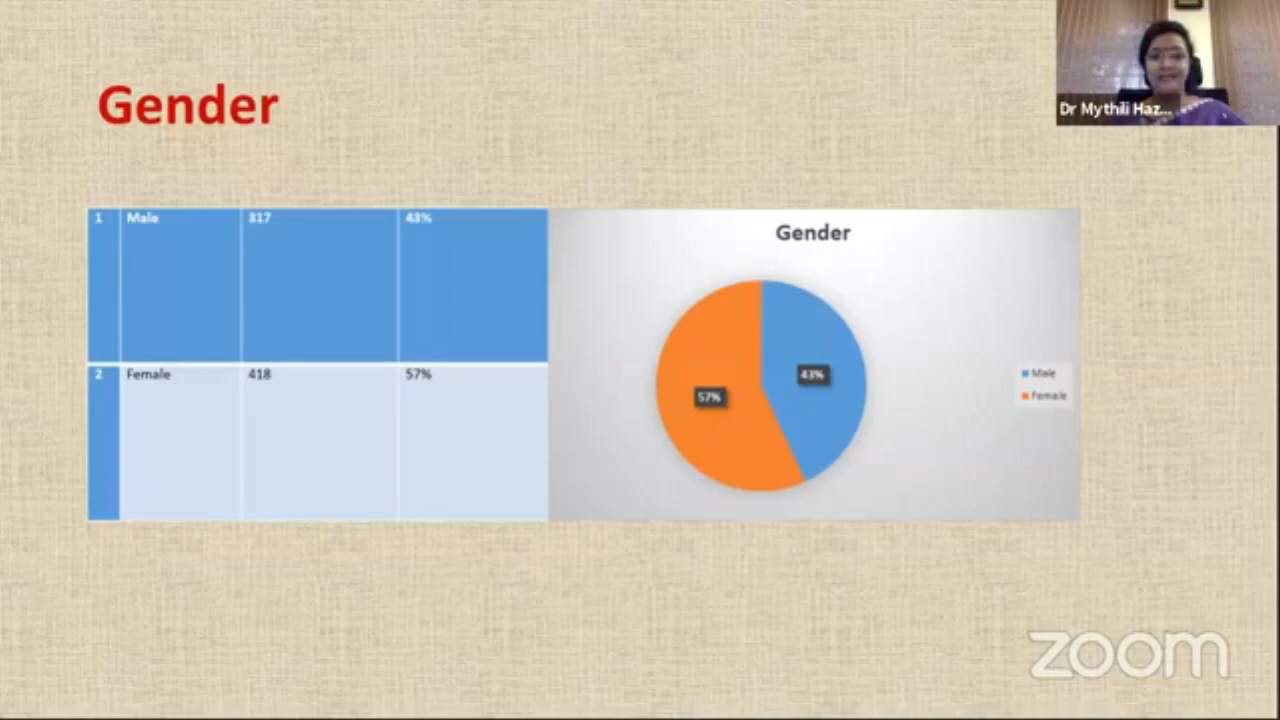 Gender
Dr Mythili Haz...
1 Male 317 43%
2 Female 418 57%
Gender
43%
57%
Male
Female
zoom